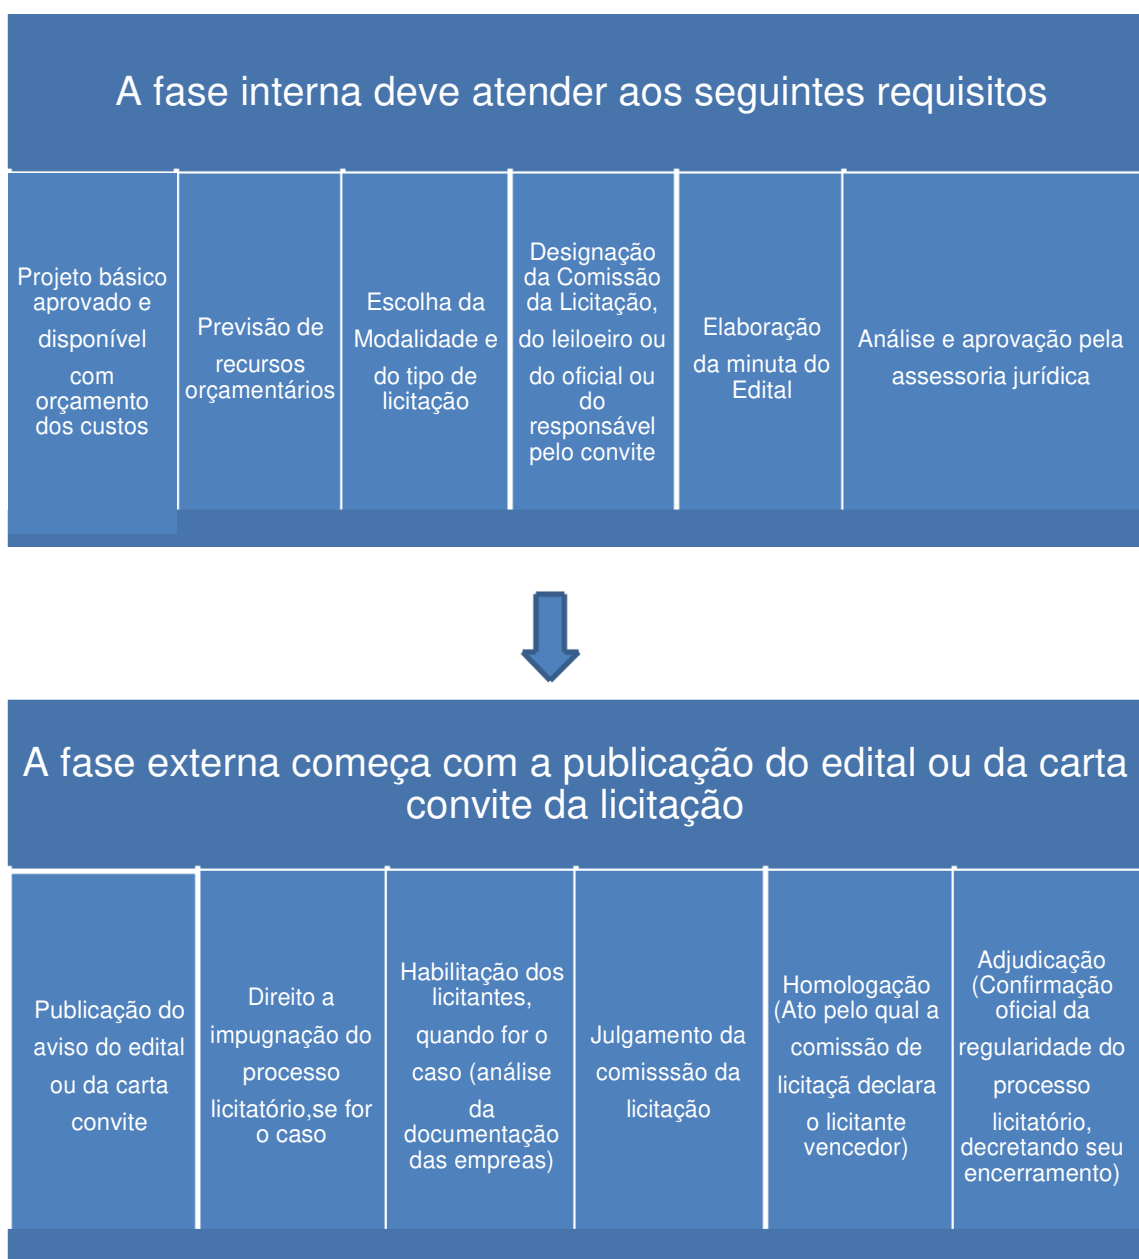 A fase interna deve atender aos seguintes requisitos
Projeto básico
aprovado e
disponível
com
orçamento
dos custos
Previsão de
recursos
orçamentários
Escolha da
Modalidade e
do tipo de
licitação
Designação
da Comissão
da Licitação,
do leiloeiro ou
do oficial ou
do
responsável
pelo convite
Elaboração
da minuta do
Edital
Análise e aprovação pela
assessoria jurídica
A fase externa começa com a publicação do edital ou da carta
convite da licitação
Publicação do
aviso do edital
ou da carta
convite
Direito a
impugnação do
processo
licitatório,se for
o caso
Habilitação dos
licitantes,
quando for o
caso (análise
da
documentação
das empreas)
Julgamento da
comisssão da
licitação
Homologação
(Ato pelo qual a
comissão de
licitaçã declara
o licitante
vencedor)
Adjudicação
(Confirmação
oficial da
regularidade do
processo
licitatório,
decretando seu
encerramento)